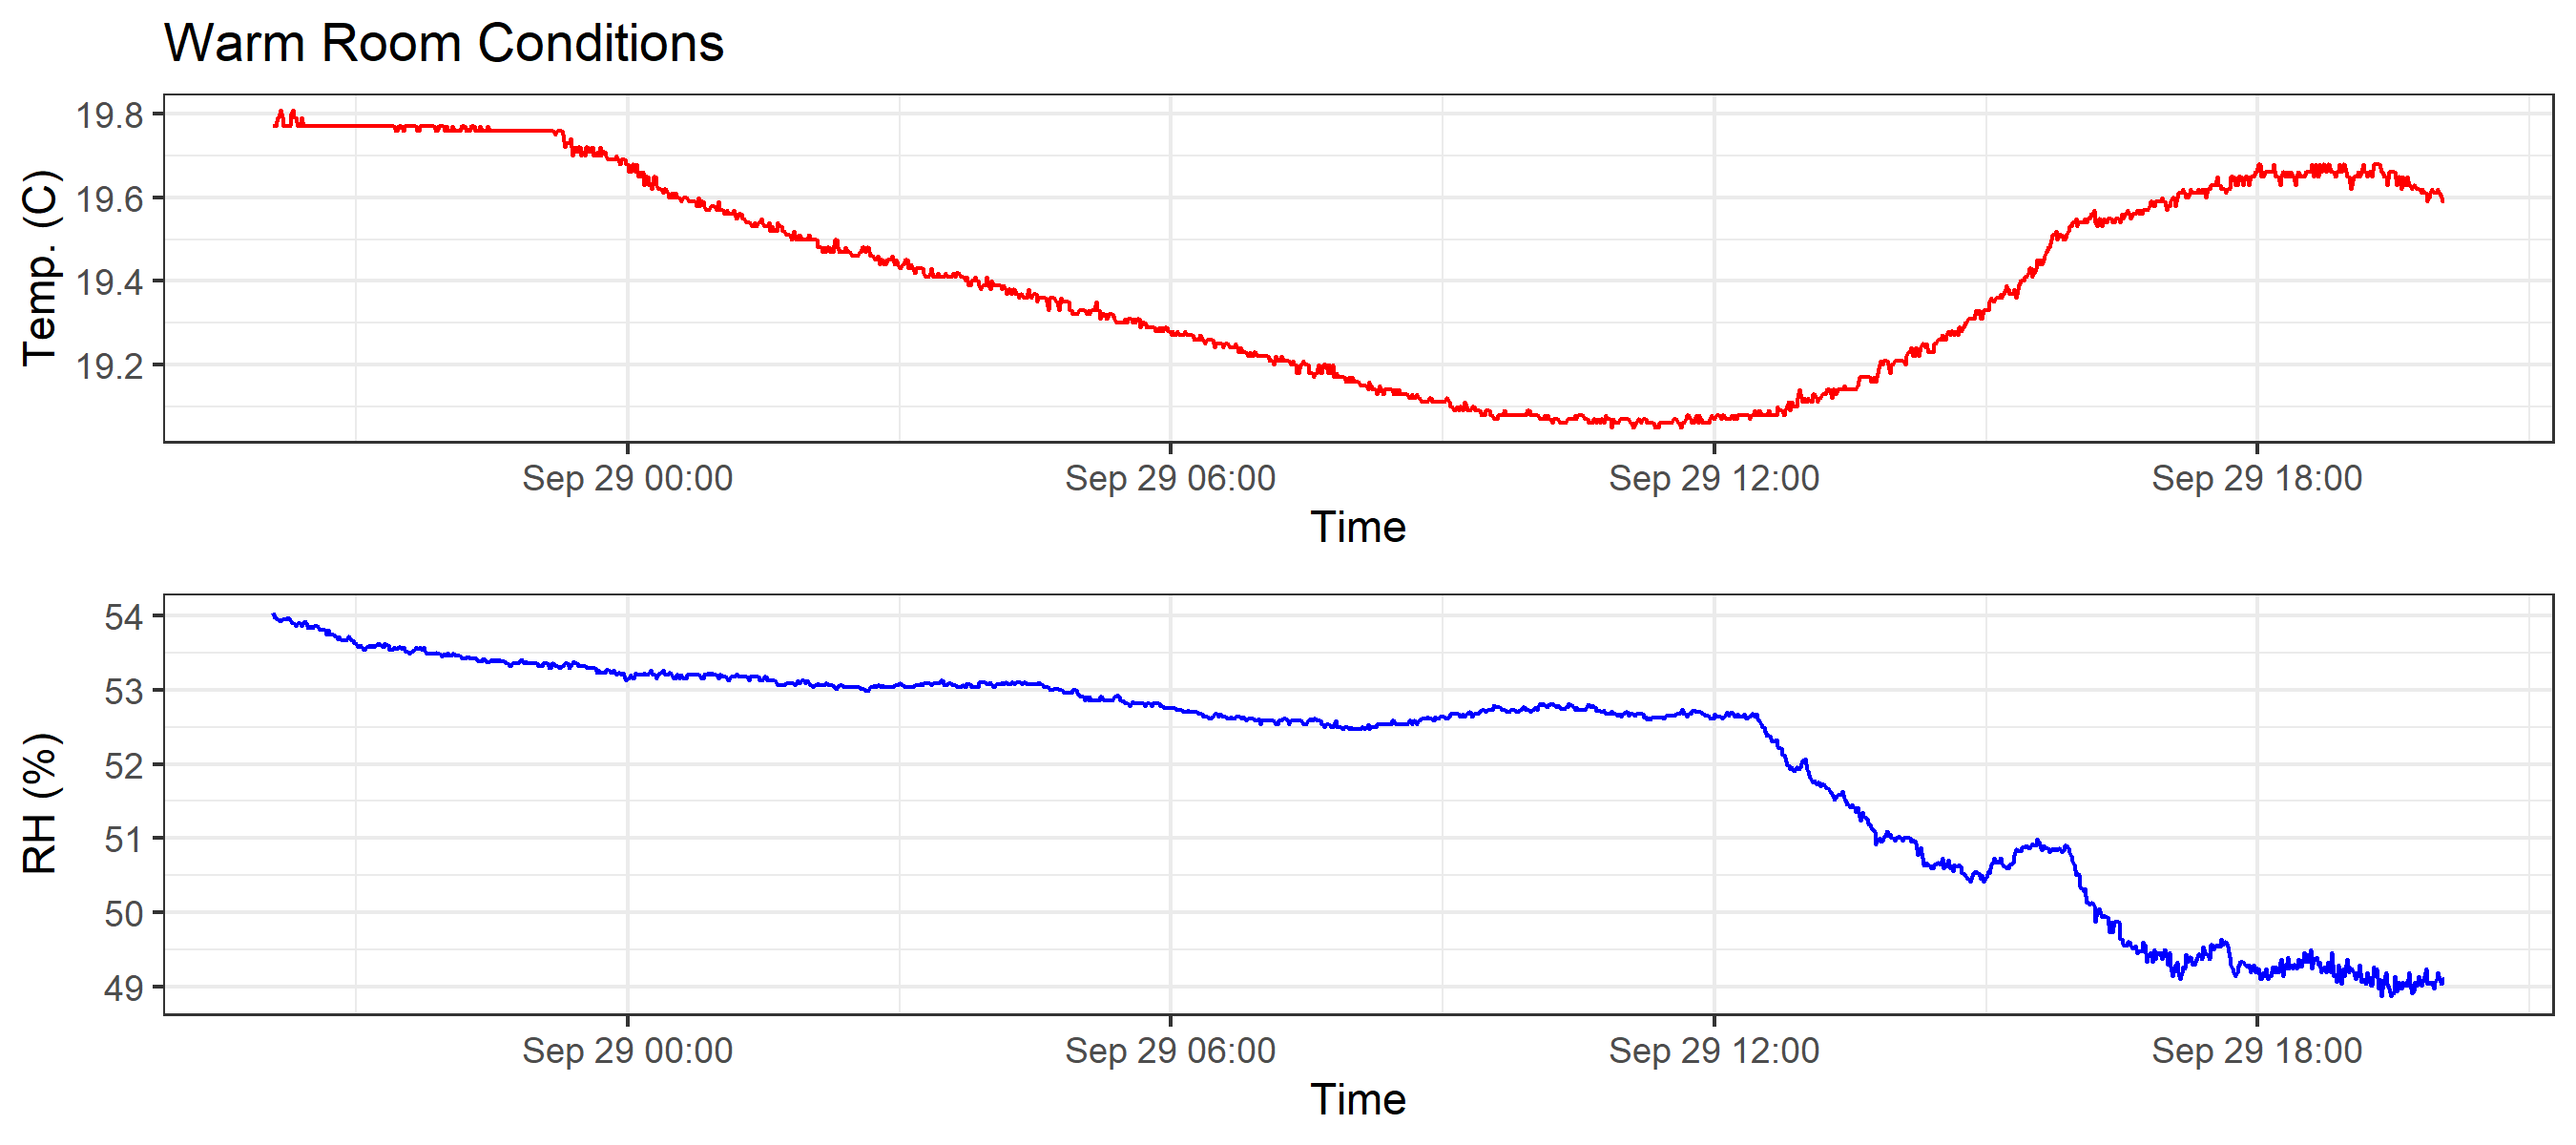 Warm Room Conditions
Temp. (C)
19.8
19.6
19.4
19.2
Sep 29 00:00 Sep 29 06:00 Sep 29 12:00 Sep 29 18:00
Time
RH (%)
54
53
52
51
50
49
Sep 29 00:00 Sep 29 06:00 Sep 29 12:00 Sep 29 18:00
Time